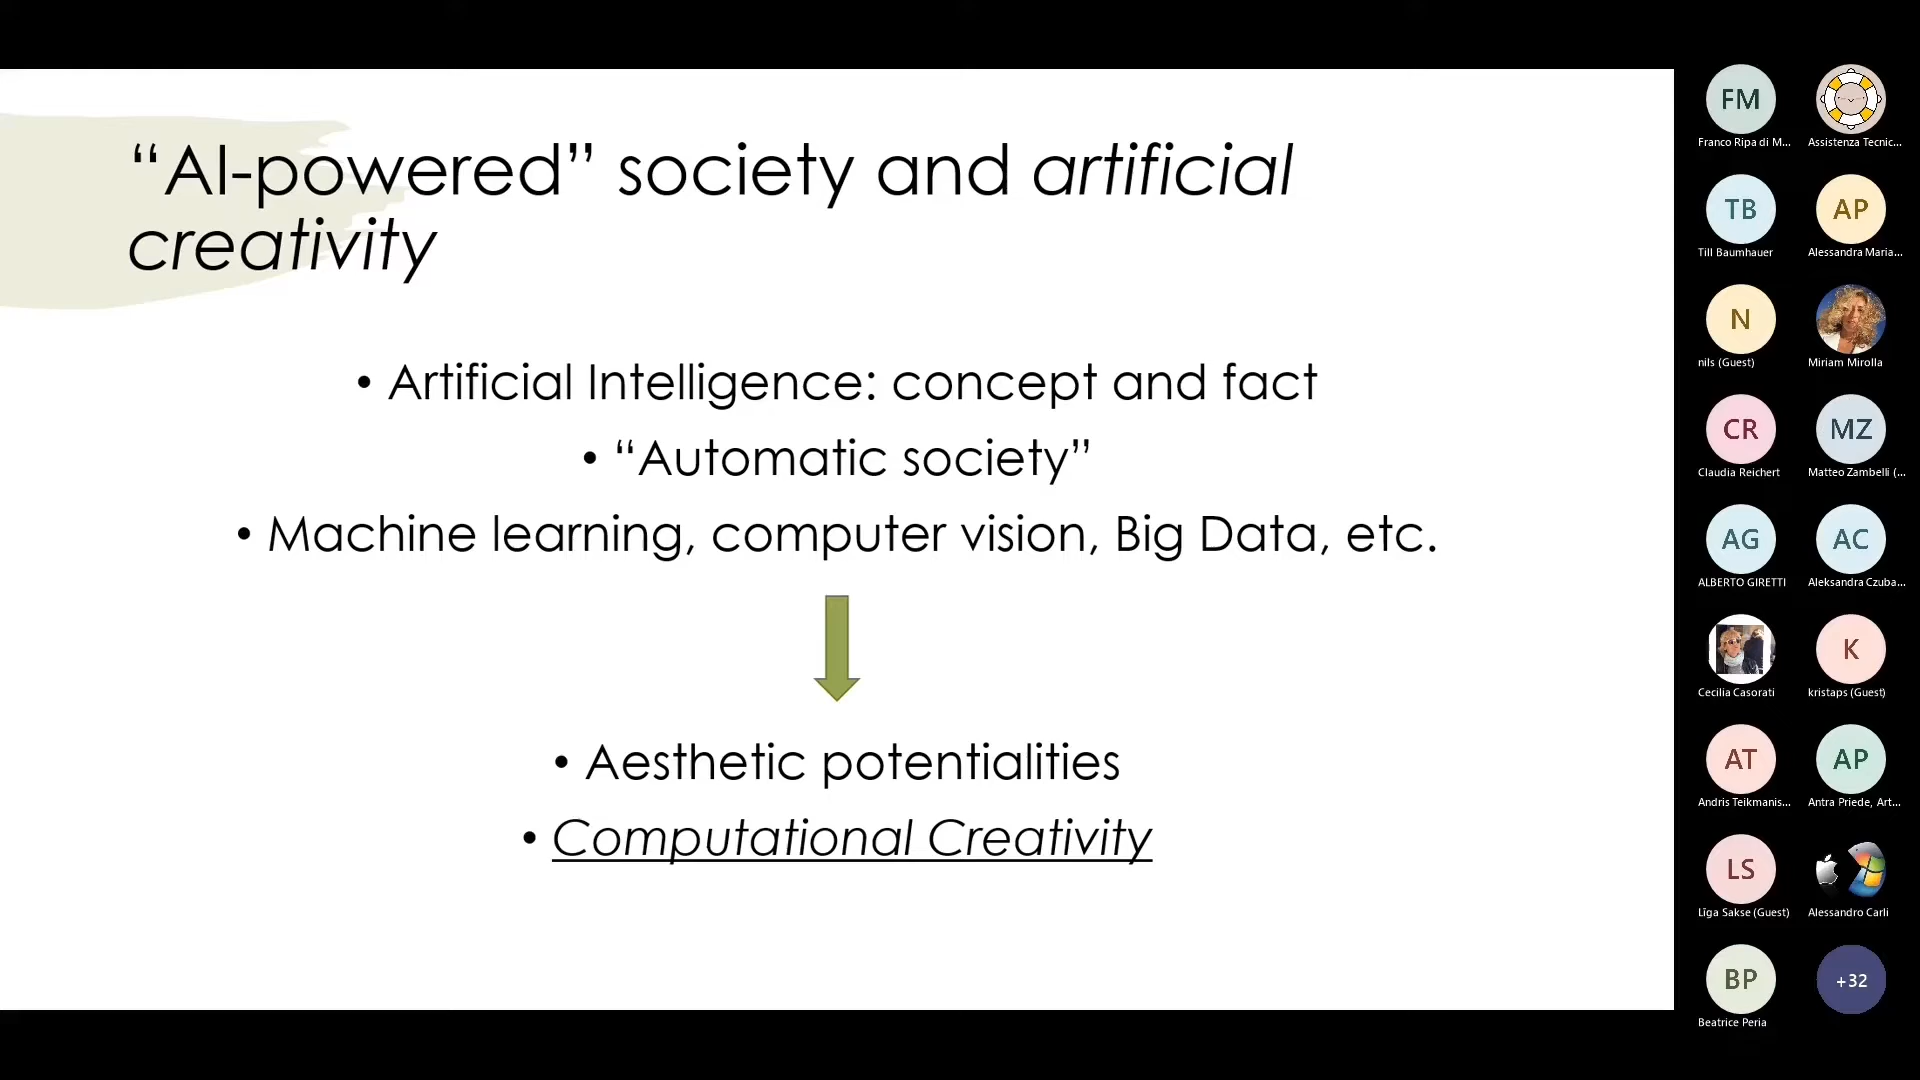 “AI-powered” society and artificial
creativity
• Artificial Intelligence: concept and fact
• “Automatic society”
• Machine learning, computer vision, Big Data, etc.
• Aesthetic potentialities
• Computational Creativity
FM
Franco Ripa di M...
Assistenza Tecnic...
TB
Till Baumhauer
AP
Alessandra Maria...
N
nils (Guest)
Miriam Mirolla
CR
Claudia Reichert
MZ
Matteo Zambelli (...
AG
ALBERTO GIRETTI
AC
Aleksandra Czuba...
Cecilia Casorati
K
kristaps (Guest)
AT
Andris Teikmanis...
AP
Antra Priede, Art...
LS
Līga Sakse (Guest)
Alessandro Carli
BP
Beatrice Peria
+32